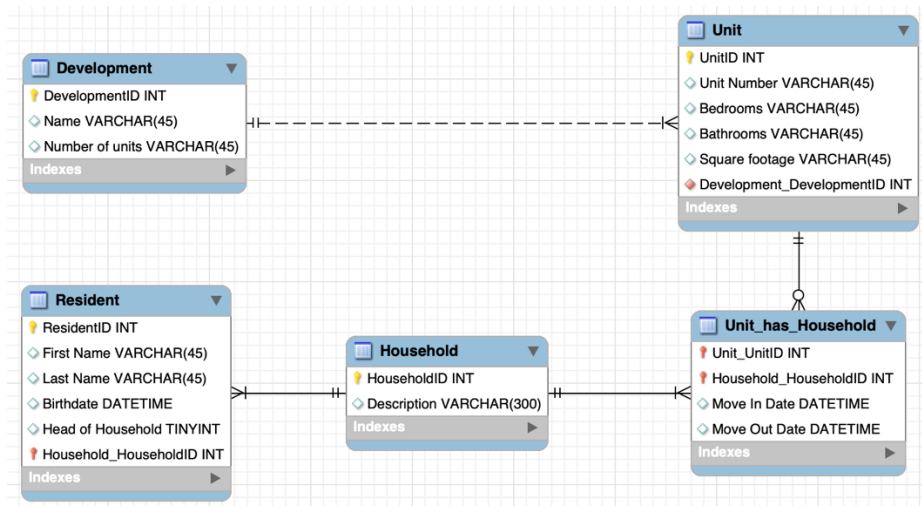 Development
DevelopmentID INT
Name VARCHAR(45)
Number of units VARCHAR(45)
Indexes
Unit
UnitID INT
Unit Number VARCHAR(45)
Bedrooms VARCHAR(45)
Bathrooms VARCHAR(45)
Square footage VARCHAR(45)
Development_DevelopmentID INT
Indexes
Resident
ResidentID INT
First Name VARCHAR(45)
Last Name VARCHAR(45)
Birthdate DATETIME
Head of Household TINYINT
Household_HouseholdID INT
Indexes
Household
HouseholdID INT
Description VARCHAR(300)
Indexes
Unit_has_Household
Unit_UnitID INT
Household_HouseholdID INT
Move In Date DATETIME
Move Out Date DATETIME
Indexes